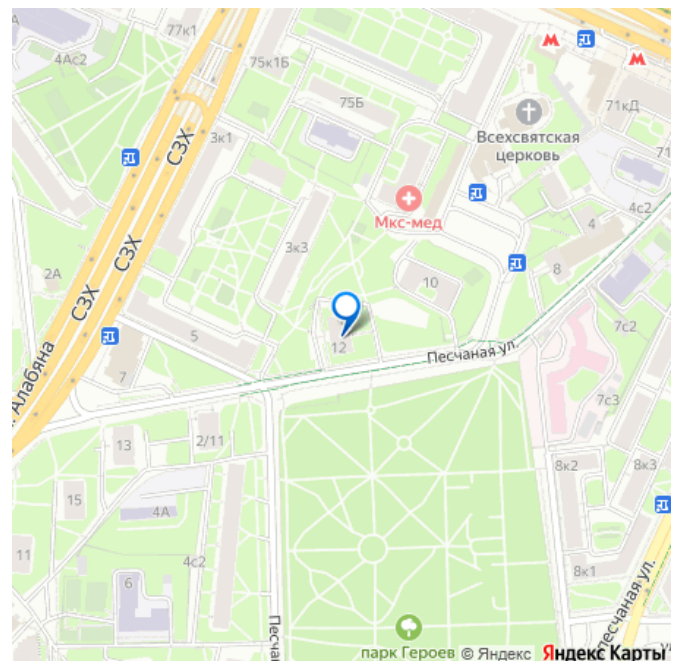 77к1
4Ас2
75к1Б
75Б
71кД
Всехсвятская
церковь
71
3к1
СЗХ
Мкс-мед
4с2
4
3к3
СЗХ
10
8
2А
СЗХ
7с2
5
12
Песчаная ул.
7
Алабяна
7с3
13
2/11
8к2
8к3
15
4А
11
4с2
6
8к1
песчаная ул.
Песчан
парк Героев
© Яндекс
Яндекс Карты